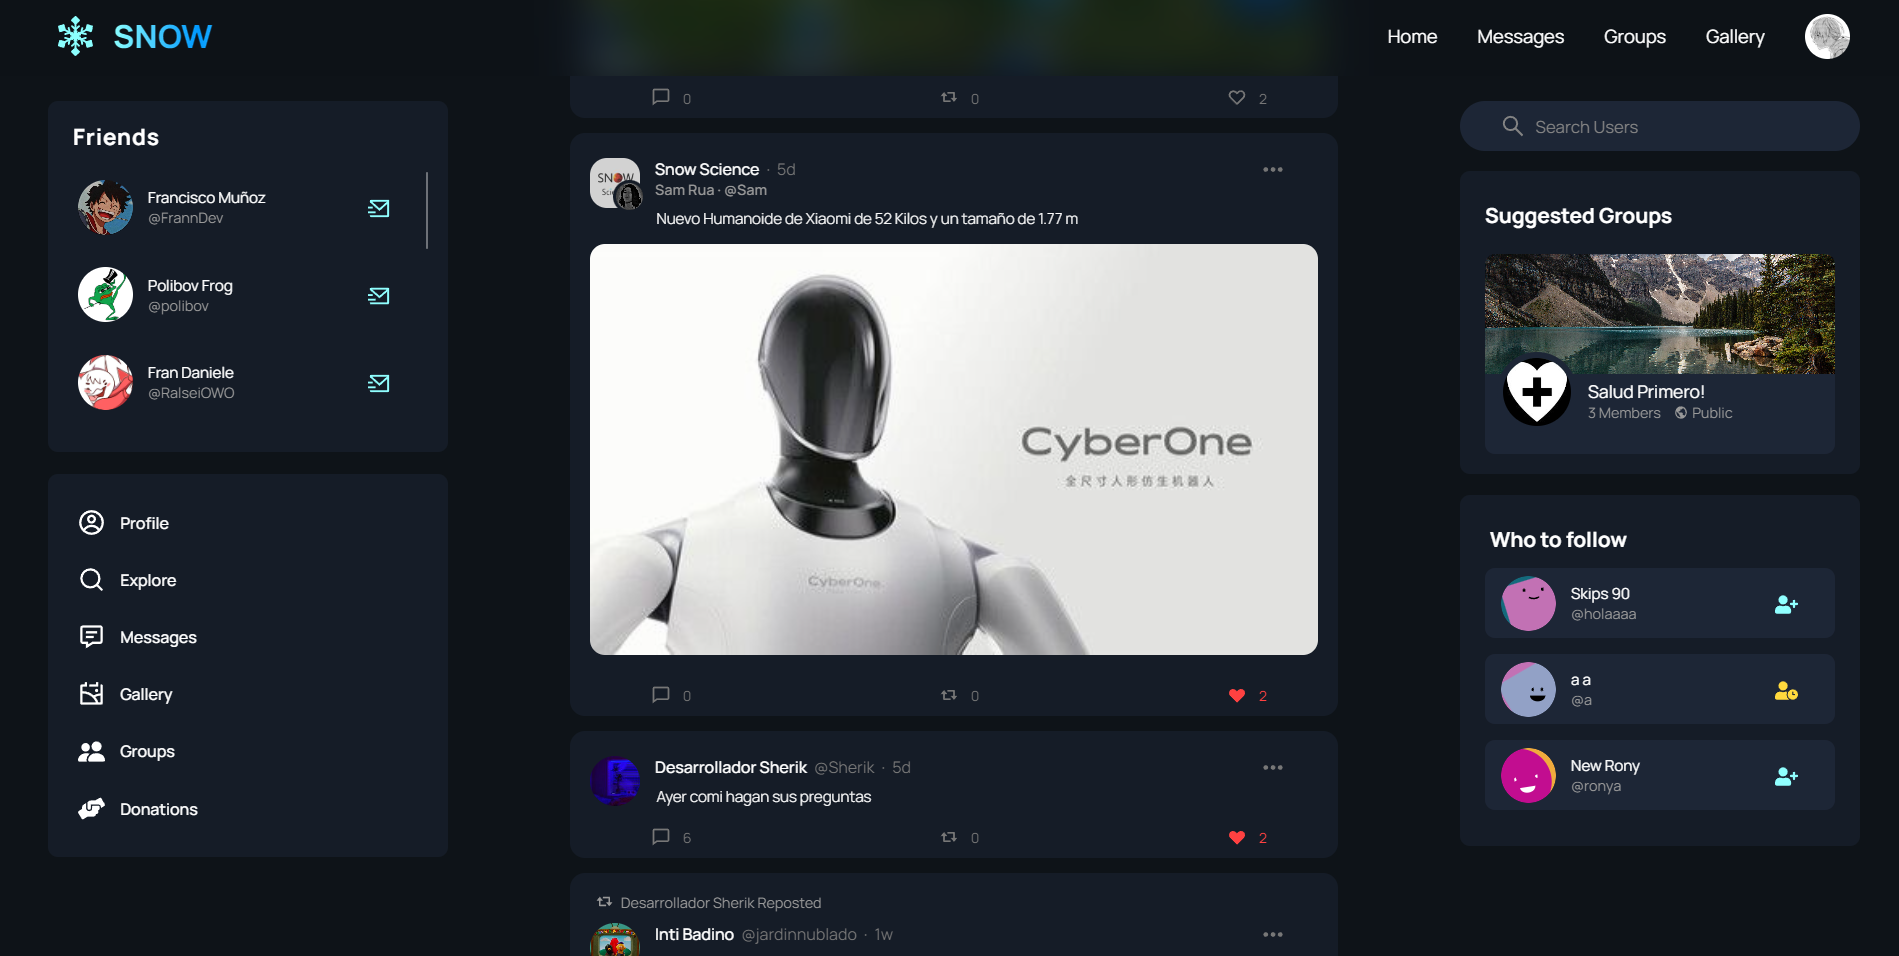 SNOW
Home
Messages
Groups
Gallery
Friends
Francisco Muñoz
@FrannDev
Polibov Frog
@polibov
Fran Daniele
@RalseiOWO
Profile
Explore
Messages
Gallery
Groups
Donations
0
0
2
SNOW
Snow Science · 5d
Sam Rua · @Sam
Nuevo Humanoide de Xiaomi de 52 Kilos y un tamaño de 1.77 m
CyberOne
全尺寸人形仿生机器人
CyberOne
0
0
2
Desarrollador Sherik @Sherik · 5d
Ayer comi hagan sus preguntas
6
0
2
Desarrollador Sherik Reposted
Inti Badino @jardinnublado · 1w
Search Users
Suggested Groups
Salud Primero!
3 Members
Public
Who to follow
Skips 90
@holaaaa
a a
@a
New Rony
@ronya